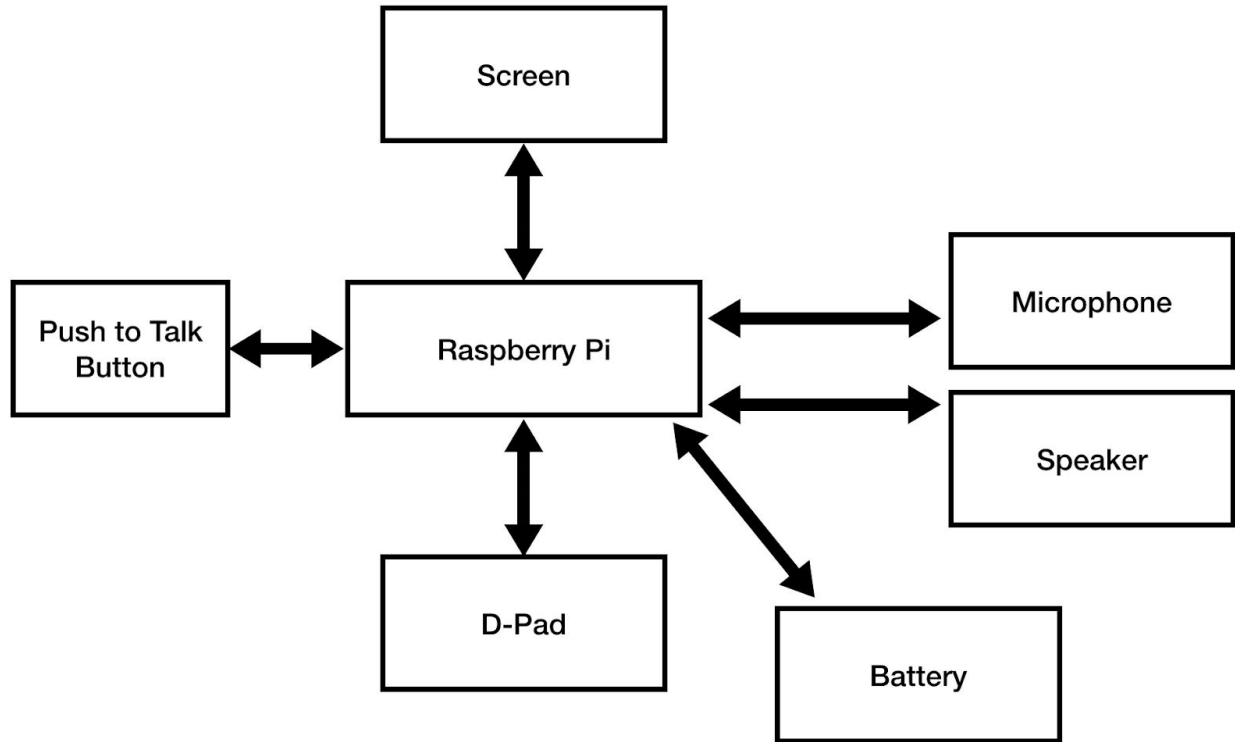 Screen
Push to Talk
Button
Raspberry Pi
Microphone
Speaker
D-Pad
Battery